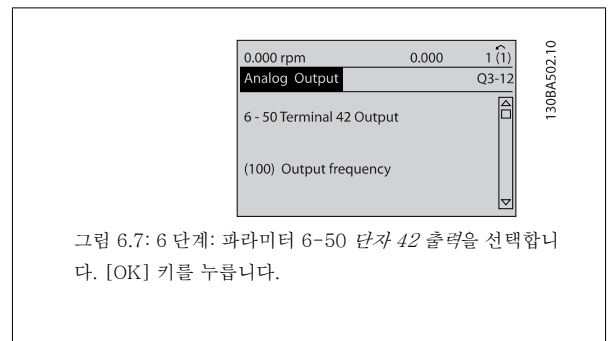 0.000 rpm 0.000 1 (1)
Analog Output Q3-12
6 - 50 Terminal 42 Output
(100) Output frequency
130BA502.10
그림 6.7: 6 단계: 파라미터 6-50 단자 42 출력을 선택합니
다. [OK] 키를 누릅니다.